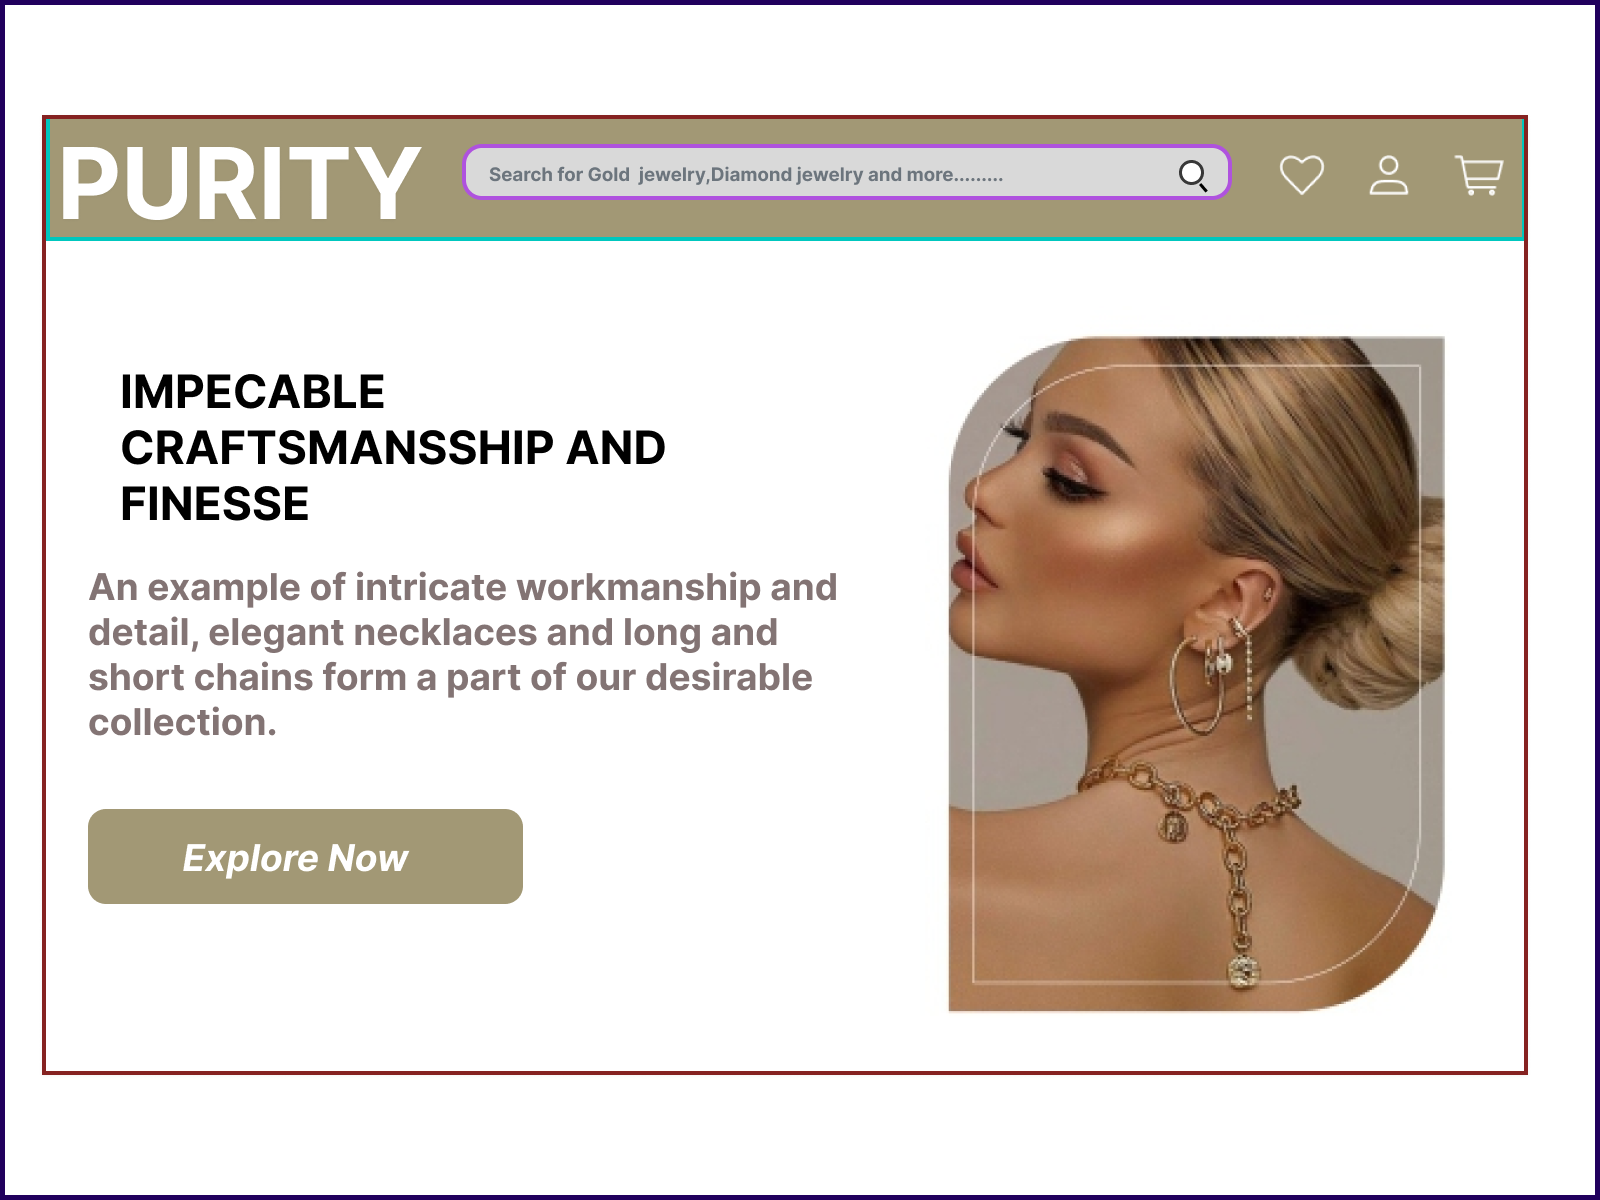 PURITY
Search for Gold  jewelry,Diamond jewelry and more.........
IMPECABLE
CRAFTSMANSSHIP AND
FINESSE
An example of intricate workmanship and
detail, elegant necklaces and long and
short chains form a part of our desirable
collection.
Explore Now